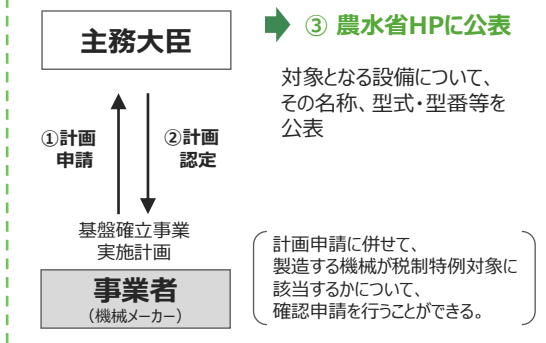 主務大臣
③ 農水省HPに公表
対象となる設備について、
その名称、型式・型番等を
公表
①計画
申請
②計画
認定
基盤確立事業
実施計画
事業者
（機械メーカー）
計画申請に併せて、
製造する機械が税制特例対象に
該当するかについて、
確認申請を行うことができる。